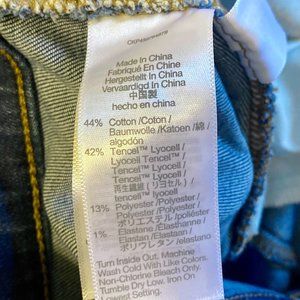 Made In China
Fabriqué En Chine
Hergestellt In China
Vervaardigd In China
中国製
hecho en china
44% Cotton /Coton /
Baumwolle /Katoen /綿 /
algodón
42% Tencel™ Lyocell /
Lyocell Tencel™ /
Tencel™ Lyocell /
Tencel™ Lyocell /
再生繊維 ( リヨセル ) /
Tencel™ lyocell
13% Polyester /Polyester /
Polyester /Polyester /
ポリエステル /poliéster
1% Elastane /Élasthanne /
Elastan /Elastaan /
ポリウレタン /elastano
Turn Inside Out. Machine
Wash Cold With Like Colors.
Non-Chlorine Bleach Only.
Tumble Dry Low. Iron On
Lowest Setting.